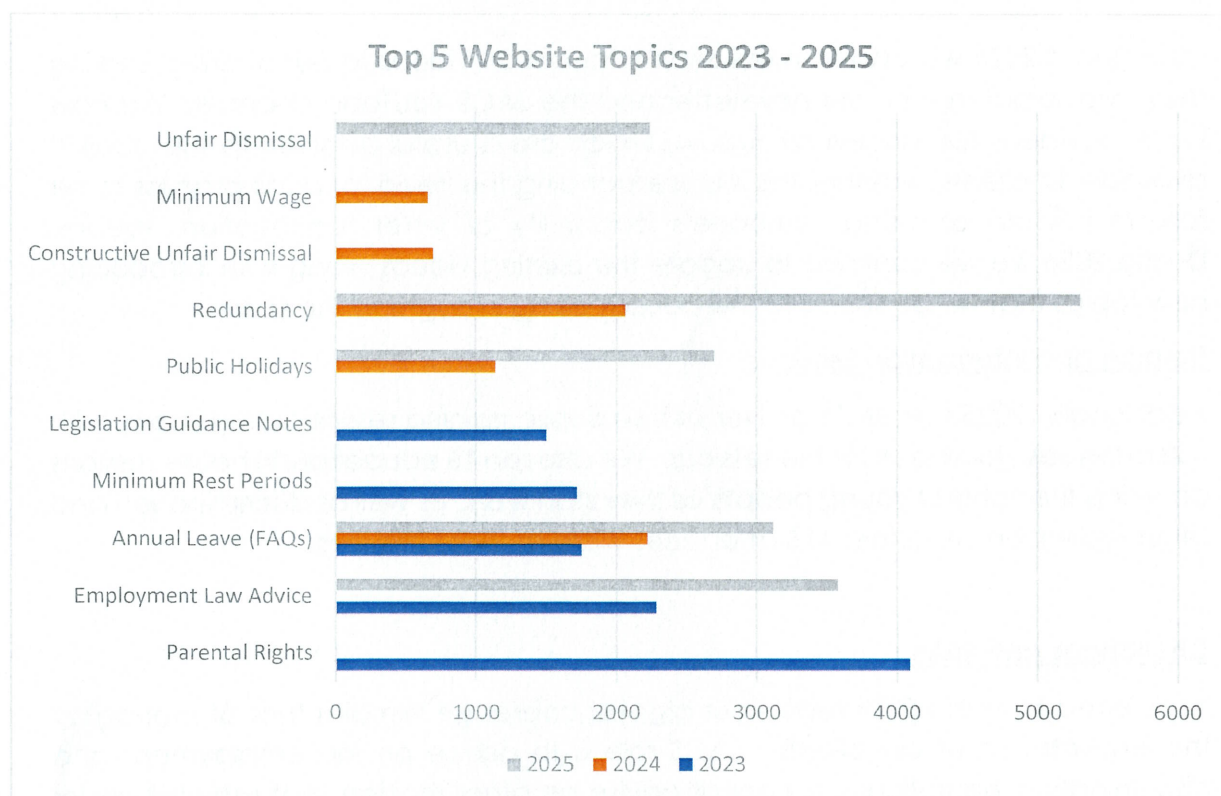 Top 5 Website Topics 2023 - 2025
Unfair Dismissal
Minimum Wage
Constructive Unfair Dismissal
Redundancy
Public Holidays
Legislation Guidance Notes
Minimum Rest Periods
Annual Leave (FAQs)
Employment Law Advice
Parental Rights
0 1000 2000 3000 4000 5000 6000
2025 2024 2023